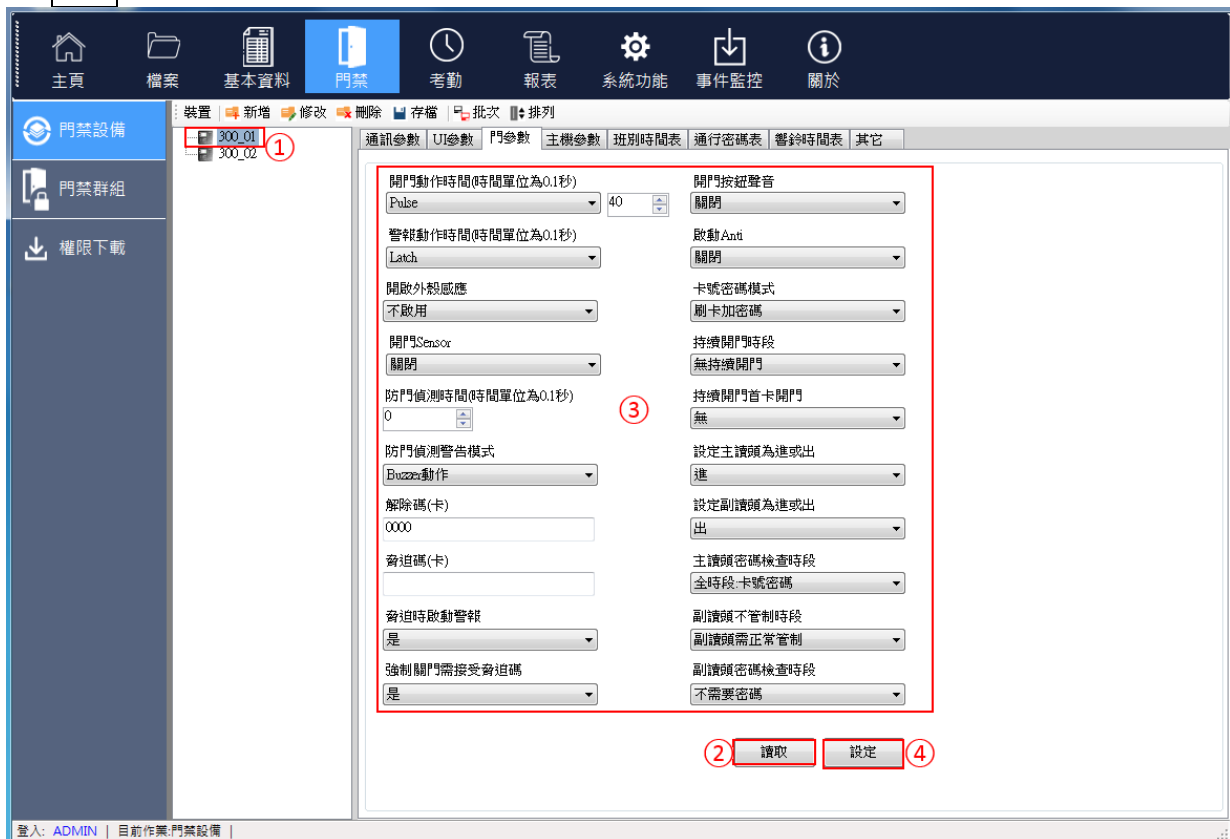 主頁 檔案 基本資料 門禁 考勤 報表 系統功能 事件監控 關於
門禁設備
門禁群組
權限下載
裝置 新增 修改 刪除 存檔 批次 排列
300_01 ①
300_02
通訊參數 UI參數 門參數 主機參數 班別時間表 通行密碼表 響鈴時間表 其它
開門動作時間(時間單位為0.1秒) 開門按鈕聲音
Pulse 40 關閉
警報動作時間(時間單位為0.1秒) 啟動Anti
Latch 關閉
開啟外殼感應 卡號密碼模式
不啟用 刷卡加密碼
開門Sensor 持續開門時段
關閉 無持續開門
防門偵測時間(時間單位為0.1秒) 持續開門首卡開門
0 ③ 無
防門偵測警告模式 設定主讀頭為進或出
Buzzer動作 進
解除碼(卡) 設定副讀頭為進或出
0000 出
脅迫碼(卡) 主讀頭密碼檢查時段
全時段:卡號密碼
脅迫時啟動警報 副讀頭不管制時段
是 副讀頭需正常管制
強制關門需接受脅迫碼 副讀頭密碼檢查時段
是 不需要密碼
② 讀取 設定 ④
登入: ADMIN | 目前作業:門禁設備 |